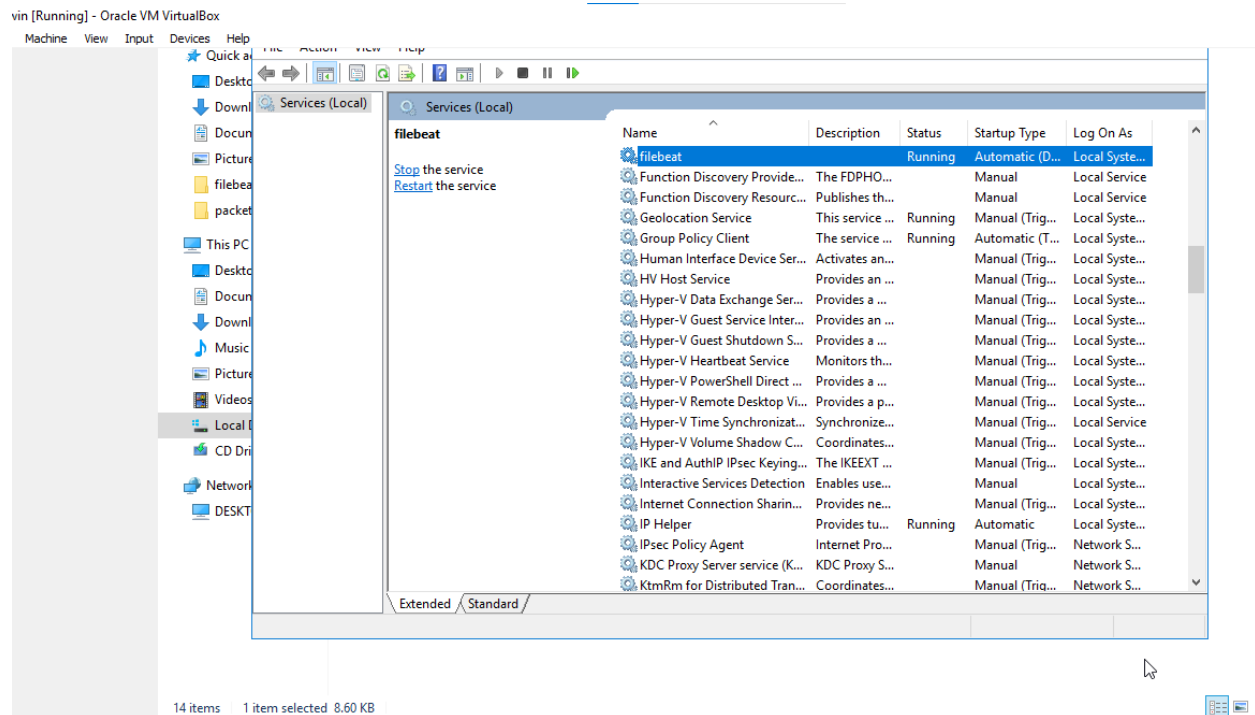 vin [Running] - Oracle VM VirtualBox
Machine View Input Devices Help
Quick a
Deskto
Downl
Docun
Picture
filebea
packet
This PC
Deskto
Docun
Downl
Music
Picture
Videos
Local D
CD Dri
Network
DESKT
File Action View Help
Services (Local)
Services (Local)
filebeat
Stop the service
Restart the service
Name Description Status Startup Type Log On As
filebeat Running Automatic (D... Local Syste...
Function Discovery Provide... The FDPHO... Manual Local Service
Function Discovery Resourc... Publishes th... Manual Local Service
Geolocation Service This service ... Running Manual (Trig... Local Syste...
Group Policy Client The service ... Running Automatic (T... Local Syste...
Human Interface Device Ser... Activates an... Manual (Trig... Local Syste...
HV Host Service Provides an ... Manual (Trig... Local Syste...
Hyper-V Data Exchange Ser... Provides a ... Manual (Trig... Local Syste...
Hyper-V Guest Service Inter... Provides an ... Manual (Trig... Local Syste...
Hyper-V Guest Shutdown S... Provides a ... Manual (Trig... Local Syste...
Hyper-V Heartbeat Service Monitors th... Manual (Trig... Local Syste...
Hyper-V PowerShell Direct ... Provides a ... Manual (Trig... Local Syste...
Hyper-V Remote Desktop Vi... Provides a p... Manual (Trig... Local Syste...
Hyper-V Time Synchronizat... Synchronize... Manual (Trig... Local Service
Hyper-V Volume Shadow C... Coordinates... Manual (Trig... Local Syste...
IKE and AuthIP IPsec Keying... The IKEEXT ... Manual (Trig... Local Syste...
Interactive Services Detection Enables use... Manual Local Syste...
Internet Connection Sharin... Provides ne... Manual (Trig... Local Syste...
IP Helper Provides tu... Running Automatic Local Syste...
IPsec Policy Agent Internet Pro... Manual (Trig... Network S...
KDC Proxy Server service (K... KDC Proxy S... Manual Network S...
KtmRm for Distributed Tran... Coordinates... Manual (Trig... Network S...
Extended Standard
14 items 1 item selected 8.60 KB